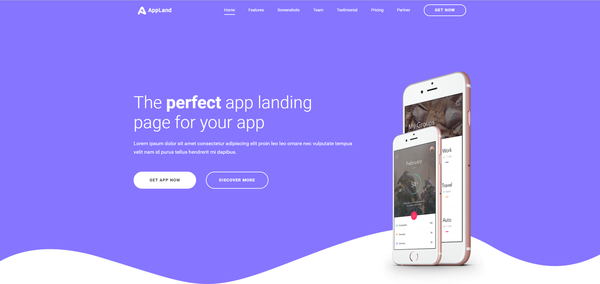 AppLand
Home Features Screenshots Team Testimonial Pricing Partner GET NOW
The perfect app landing
page for your app
Lorem ipsum dolor sit amet consectetur adipiscing elit proin leo leo ornare nec vulputate tempus
velit nam id purus tellus hendrerit mi dapibus.
GET APP NOW DISCOVER MORE
My Groups
February
Work
Travel
Auto